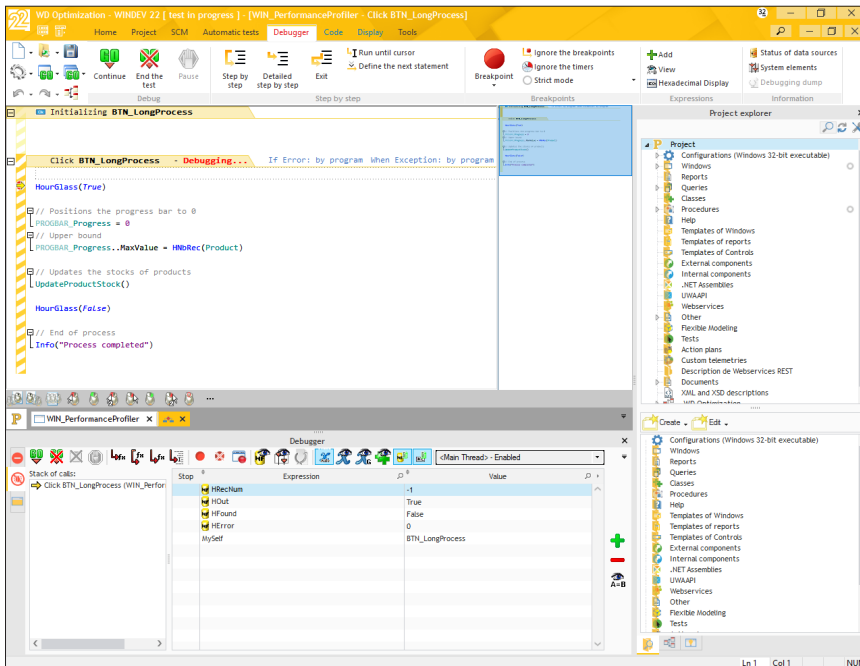 22
WD Optimization - WINDEV 22 [ test in progress ] - [WIN_PerformanceProfiler - Click BTN_LongProcess]
32
Home Project SCM Automatic tests Debugger Code Display Tools
Continue
End the test
Pause
Debug
Step by step
Detailed step by step
Exit
Run until cursor
Define the next statement
Step by step
Breakpoint
Ignore the breakpoints
Ignore the timers
Strict mode
Breakpoints
Add
View
Hexadecimal Display
Expressions
Status of data sources
System elements
Debugging dump
Information
Initializing BTN_LongProcess
Click BTN_LongProcess - Debugging... If Error: by program When Exception: by program
HourGlass(True)
// Positions the progress bar to 0
PROGBAR_Progress = 0
// Upper bound
PROGBAR_Progress..MaxValue = HNbRec(Product)
// Updates the stocks of products
UpdateProductStock()
HourGlass(False)
// End of process
Info("Process completed")
Project explorer
Project
Configurations (Windows 32-bit executable)
Windows
Reports
Queries
Classes
Procedures
Help
Templates of Windows
Templates of reports
Templates of Controls
External components
Internal components
.NET Assemblies
UWAAPI
Webservices
Other
Flexible Modeling
Tests
Action plans
Custom telemetries
Description de Webservices REST
Documents
XML and XSD descriptions
WD Optimization
Create
Edit
Configurations (Windows 32-bit executable)
Windows
Reports
Queries
Classes
Procedures
Help
Templates of Windows
Templates of reports
Templates of Controls
External components
Internal components
.NET Assemblies
UWAAPI
Webservices
Other
Flexible Modeling
Tests
...
WIN_PerformanceProfiler X
Debugger
<Main Thread> - Enabled
Stack of calls:
Click BTN_LongProcess (WIN_Perfor
Stop Expression Value
HRecNum -1
HOut True
HFound False
HError 0
MySelf BTN_LongProcess
A=B
Ln 1 Col 1 NU